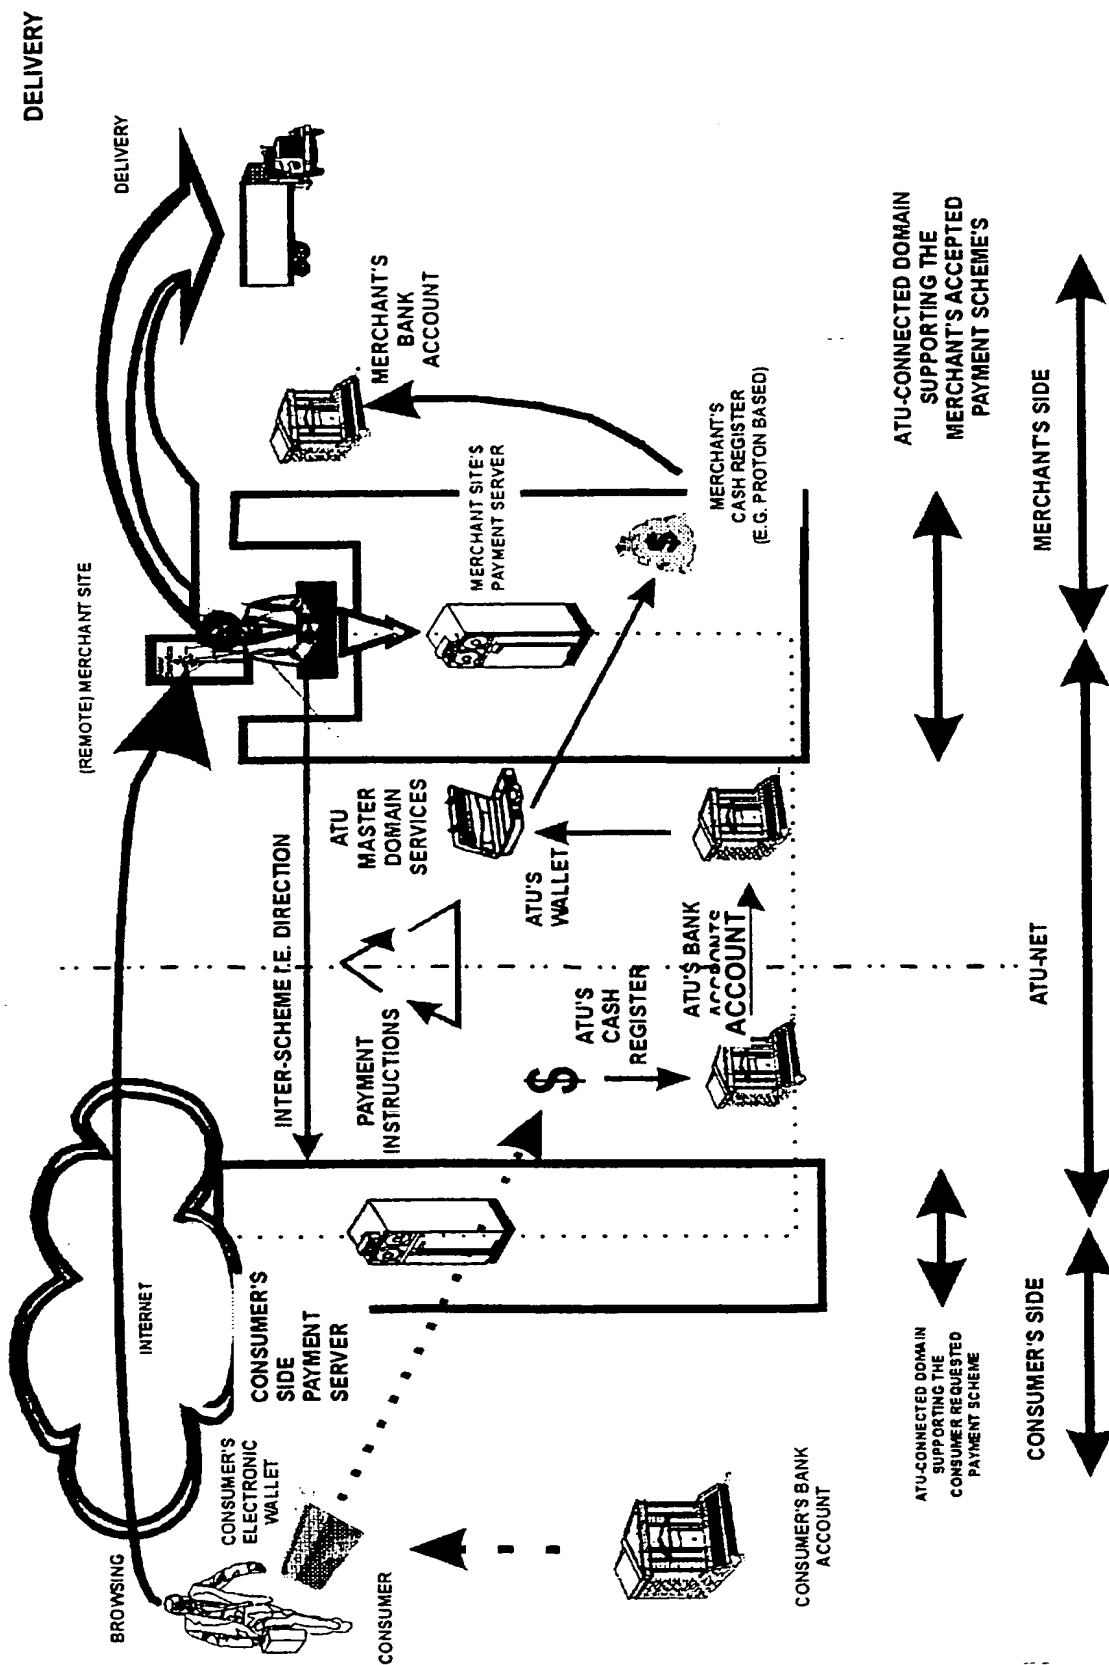 DELIVERY
DELIVERY
(REMOTE) MERCHANT SITE
BROWSING
INTERNET
CONSUMER'S
ELECTRONIC
WALLET
CONSUMER
CONSUMER'S
SIDE
PAYMENT
SERVER
INTER-SCHEME I.E. DIRECTION
PAYMENT
INSTRUCTIONS
ATU
MASTER
DOMAIN
SERVICES
MERCHANT'S
BANK
ACCOUNT
MERCHANT SITE'S
PAYMENT SERVER
$
ATU'S
WALLET
$
ATU'S
CASH
REGISTER
ATU'S BANK
ACCOUNT
MERCHANT'S
CASH REGISTER
(E.G. PROTON BASED)
CONSUMER'S BANK
ACCOUNT
ATU-CONNECTED DOMAIN
SUPPORTING THE
CONSUMER REQUESTED
PAYMENT SCHEME
ATU-CONNECTED DOMAIN
SUPPORTING THE
MERCHANT'S ACCEPTED
PAYMENT SCHEME'S
CONSUMER'S SIDE
ATU-NET
MERCHANT'S SIDE